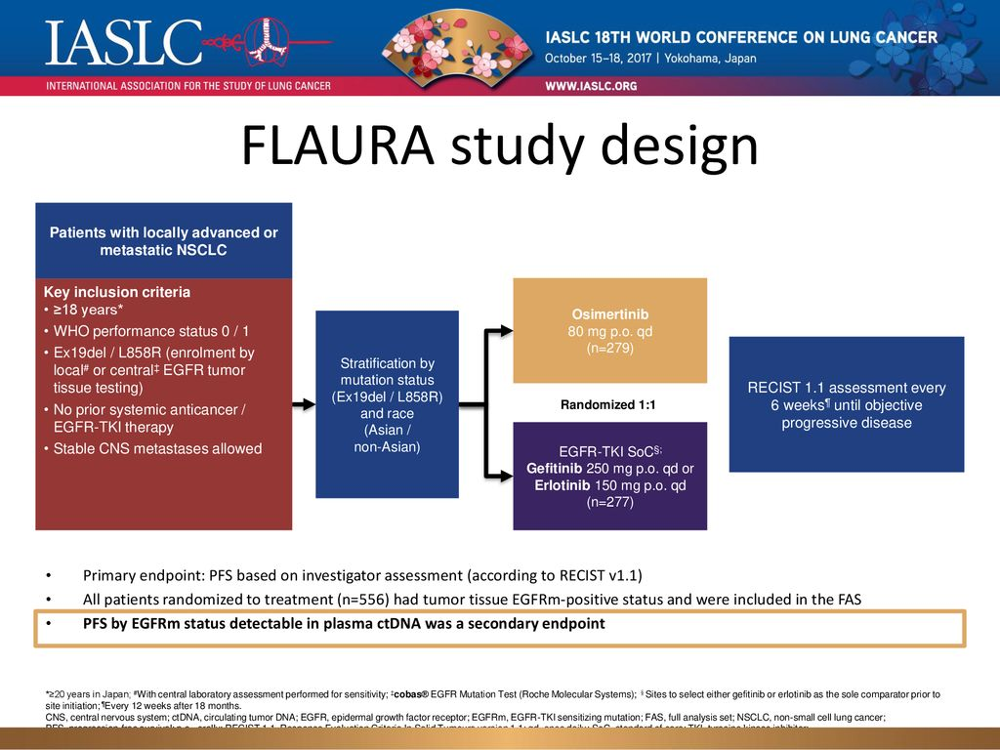 IASLC
INTERNATIONAL ASSOCIATION FOR THE STUDY OF LUNG CANCER
IASLC 18TH WORLD CONFERENCE ON LUNG CANCER
October 15–18, 2017 | Yokohama, Japan
WWW.IASLC.ORG
FLAURA study design
Patients with locally advanced or
metastatic NSCLC
Key inclusion criteria
• ≥18 years*
• WHO performance status 0 / 1
• Ex19del / L858R (enrolment by
local# or central‡ EGFR tumor
tissue testing)
• No prior systemic anticancer /
EGFR-TKI therapy
• Stable CNS metastases allowed
Stratification by
mutation status
(Ex19del / L858R)
and race
(Asian /
non-Asian)
Osimertinib
80 mg p.o. qd
(n=279)
Randomized 1:1
EGFR-TKI SoC§;
Gefitinib 250 mg p.o. qd or
Erlotinib 150 mg p.o. qd
(n=277)
RECIST 1.1 assessment every
6 weeks¶ until objective
progressive disease
• Primary endpoint: PFS based on investigator assessment (according to RECIST v1.1)
• All patients randomized to treatment (n=556) had tumor tissue EGFRm-positive status and were included in the FAS
• PFS by EGFRm status detectable in plasma ctDNA was a secondary endpoint
*≥20 years in Japan; #With central laboratory assessment performed for sensitivity; ‡cobas® EGFR Mutation Test (Roche Molecular Systems); §Sites to select either gefitinib or erlotinib as the sole comparator prior to
site initiation; ¶Every 12 weeks after 18 months.
CNS, central nervous system; ctDNA, circulating tumor DNA; EGFR, epidermal growth factor receptor; EGFRm, EGFR-TKI sensitizing mutation; FAS, full analysis set; NSCLC, non-small cell lung cancer;